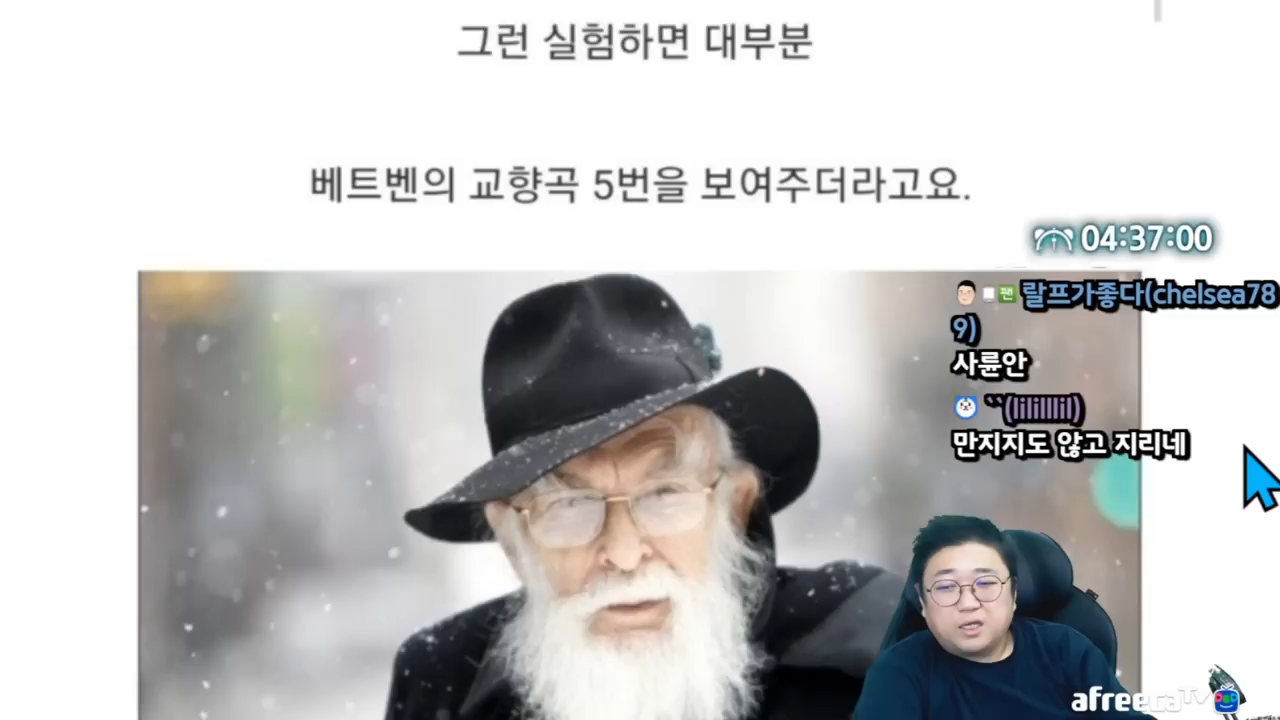 그런 실험하면 대부분
베트벤의 교향곡 5번을 보여주더라고요.
04:37:00
팬 랄프가좋다(chelsea78
9)
사륜안
만지지도 않고 지리네
afreecaTV